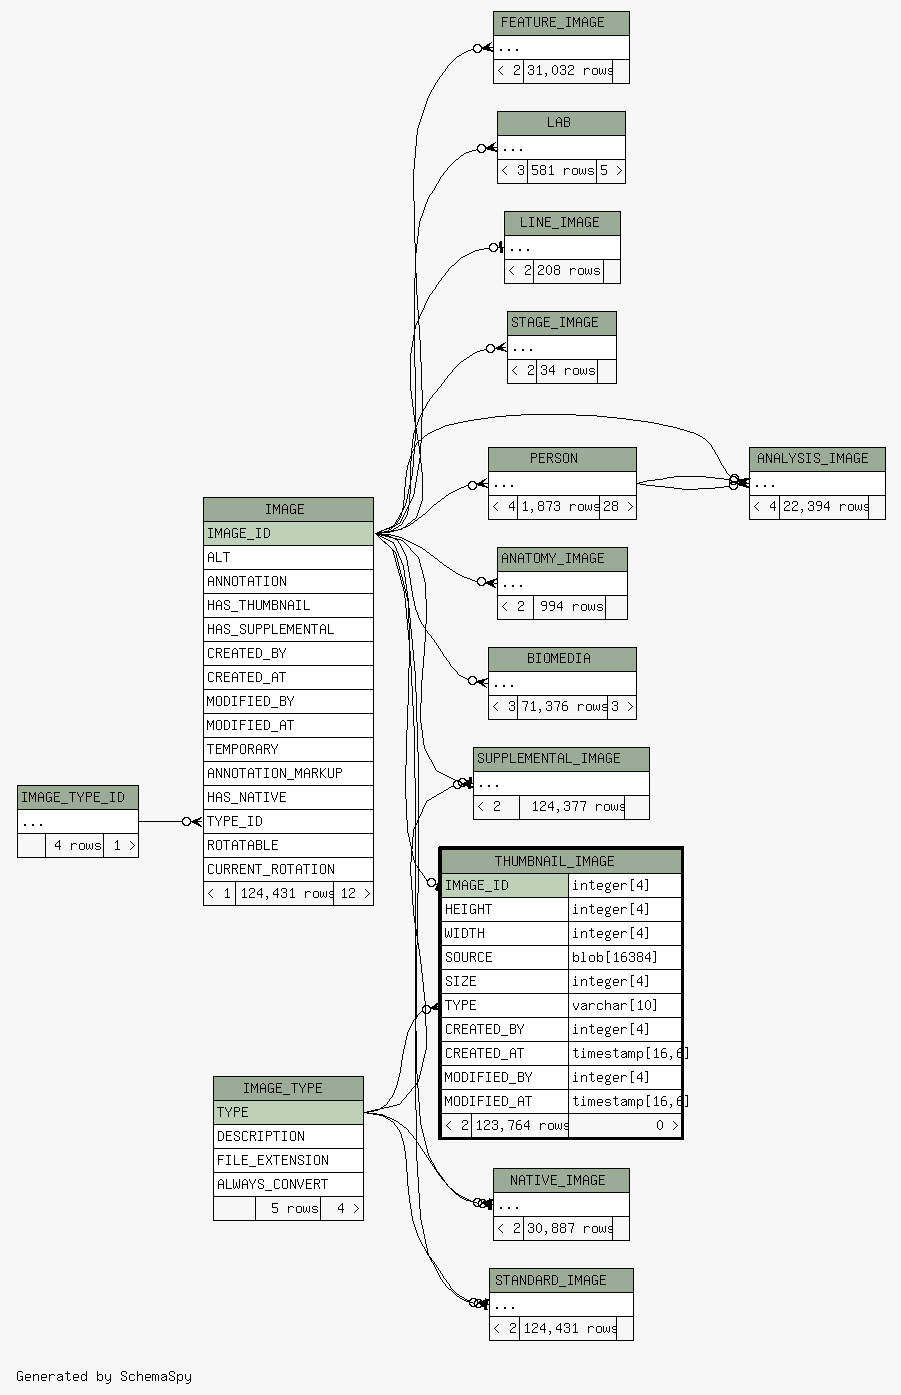 FEATURE_IMAGE
...
< 2 31,032 rows
LAB
...
< 3 581 rows 5 >
LINE_IMAGE
...
< 2 208 rows
STAGE_IMAGE
...
< 2 34 rows
PERSON
...
< 4 1,873 rows 28 >
ANALYSIS_IMAGE
...
< 4 22,394 rows
IMAGE
IMAGE_ID
ALT
ANNOTATION
HAS_THUMBNAIL
HAS_SUPPLEMENTAL
CREATED_BY
CREATED_AT
MODIFIED_BY
MODIFIED_AT
TEMPORARY
ANNOTATION_MARKUP
HAS_NATIVE
TYPE_ID
ROTATABLE
CURRENT_ROTATION
< 1 124,431 rows 12 >
ANATOMY_IMAGE
...
< 2 994 rows
BIOMEDIA
...
< 3 71,376 rows 3 >
SUPPLEMENTAL_IMAGE
...
< 2 124,377 rows
IMAGE_TYPE_ID
...
4 rows 1 >
THUMBNAIL_IMAGE
IMAGE_ID integer[4]
HEIGHT integer[4]
WIDTH integer[4]
SOURCE blob[16384]
SIZE integer[4]
TYPE varchar[10]
CREATED_BY integer[4]
CREATED_AT timestamp[16,6]
MODIFIED_BY integer[4]
MODIFIED_AT timestamp[16,6]
< 2 123,764 rows 0 >
IMAGE_TYPE
TYPE
DESCRIPTION
FILE_EXTENSION
ALWAYS_CONVERT
5 rows 4 >
NATIVE_IMAGE
...
< 2 30,887 rows
STANDARD_IMAGE
...
< 2 124,431 rows
Generated by SchemaSpy